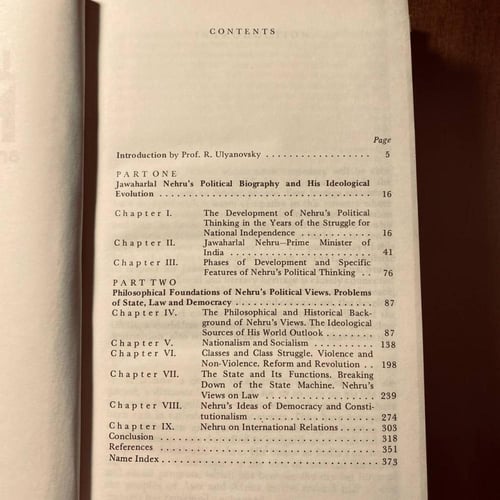 CONTENTS
Page
Introduction by Prof. R. Ulyanovsky . . . . . . . . . . . . . . . . . 5
PART ONE
Jawaharlal Nehru's Political Biography and His Ideological
Evolution . . . . . . . . . . . . . . . . . . . . . . . . . . . . 16
Chapter I. The Development of Nehru's Political
Thinking in the Years of the Struggle for
National Independence . . . . . . . . . . . . 16
Chapter II. Jawaharlal Nehru—Prime Minister of
India . . . . . . . . . . . . . . . . . . . . . . . . 41
Chapter III. Phases of Development and Specific
Features of Nehru's Political Thinking . . 76
PART TWO
Philosophical Foundations of Nehru's Political Views. Problems
of State, Law and Democracy . . . . . . . . . . . . . . . . . . . . . 87
Chapter IV. The Philosophical and Historical Back-
ground of Nehru's Views. The Ideological
Sources of His World Outlook . . . . . . . . 87
Chapter V. Nationalism and Socialism . . . . . . . . . . 138
Chapter VI. Classes and Class Struggle. Violence and
Non-Violence. Reform and Revolution . . 198
Chapter VII. The State and Its Functions. Breaking
Down of the State Machine. Nehru's
Views on Law . . . . . . . . . . . . . . . . . . 239
Chapter VIII. Nehru's Ideas of Democracy and Consti-
tutionalism . . . . . . . . . . . . . . . . . . . . 274
Chapter IX. Nehru on International Relations . . . . . . 303
Conclusion . . . . . . . . . . . . . . . . . . . . . . . . . . . . . . 318
References . . . . . . . . . . . . . . . . . . . . . . . . . . . . . . 351
Name Index . . . . . . . . . . . . . . . . . . . . . . . . . . . . . 373